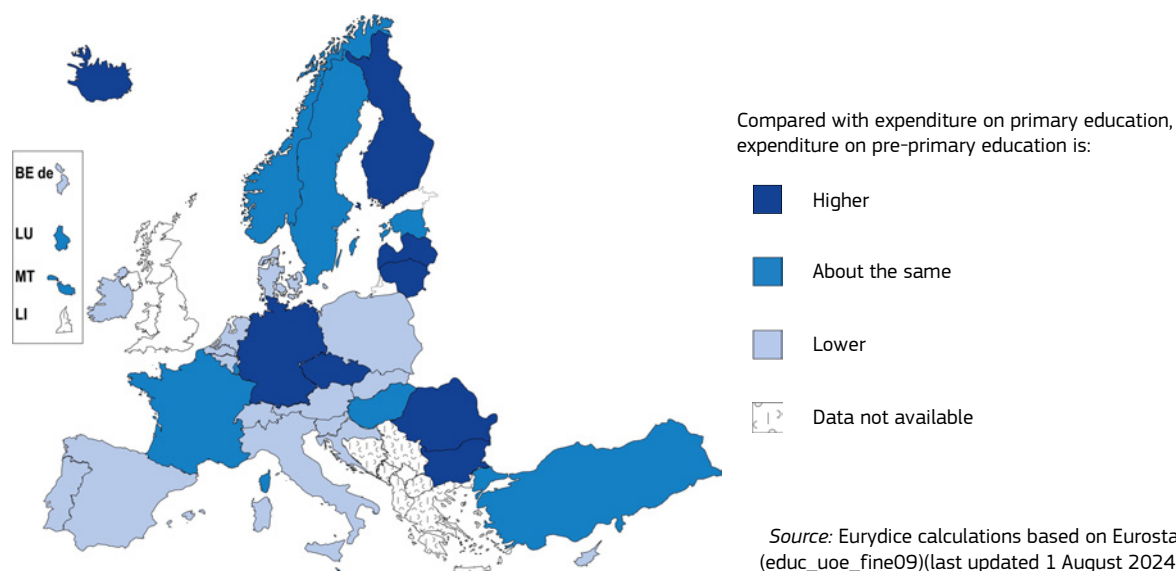 BE de
LU
MT
LI
Compared with expenditure on primary education,
expenditure on pre-primary education is:
Higher
About the same
Lower
Data not available
Source: Eurydice calculations based on Eurosta
(educ_uoe_fine09)(last updated 1 August 2024